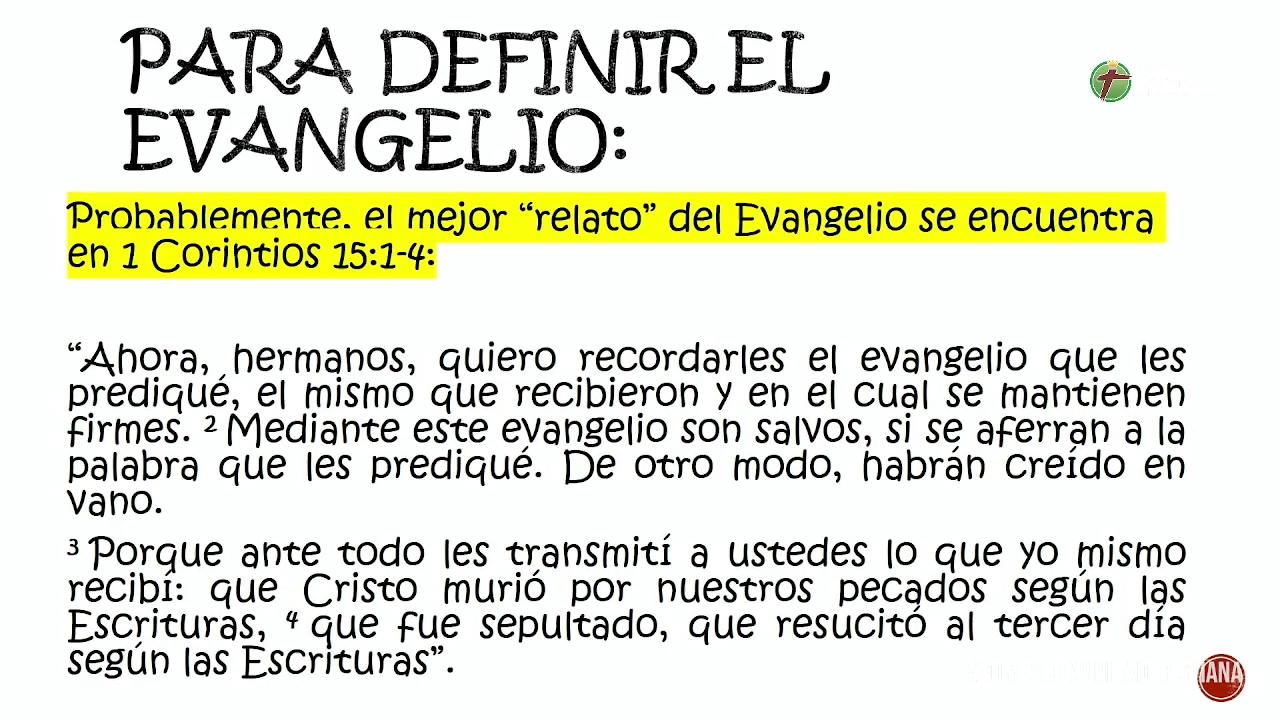 PARA DEFINIR EL
EVANGELIO:
Probablemente, el mejor “relato” del Evangelio se encuentra
en 1 Corintios 15:1-4:
“Ahora, hermanos, quiero recordarles el evangelio que les
prediqué, el mismo que recibieron y en el cual se mantienen
firmes. ² Mediante este evangelio son salvos, si se aferran a la
palabra que les prediqué. De otro modo, habrán creído en
vano.
³ Porque ante todo les transmití a ustedes lo que yo mismo
recibí: que Cristo murió por nuestros pecados según las
Escrituras, ⁴ que fue sepultado, que resucitó al tercer día
según las Escrituras”.
IANA